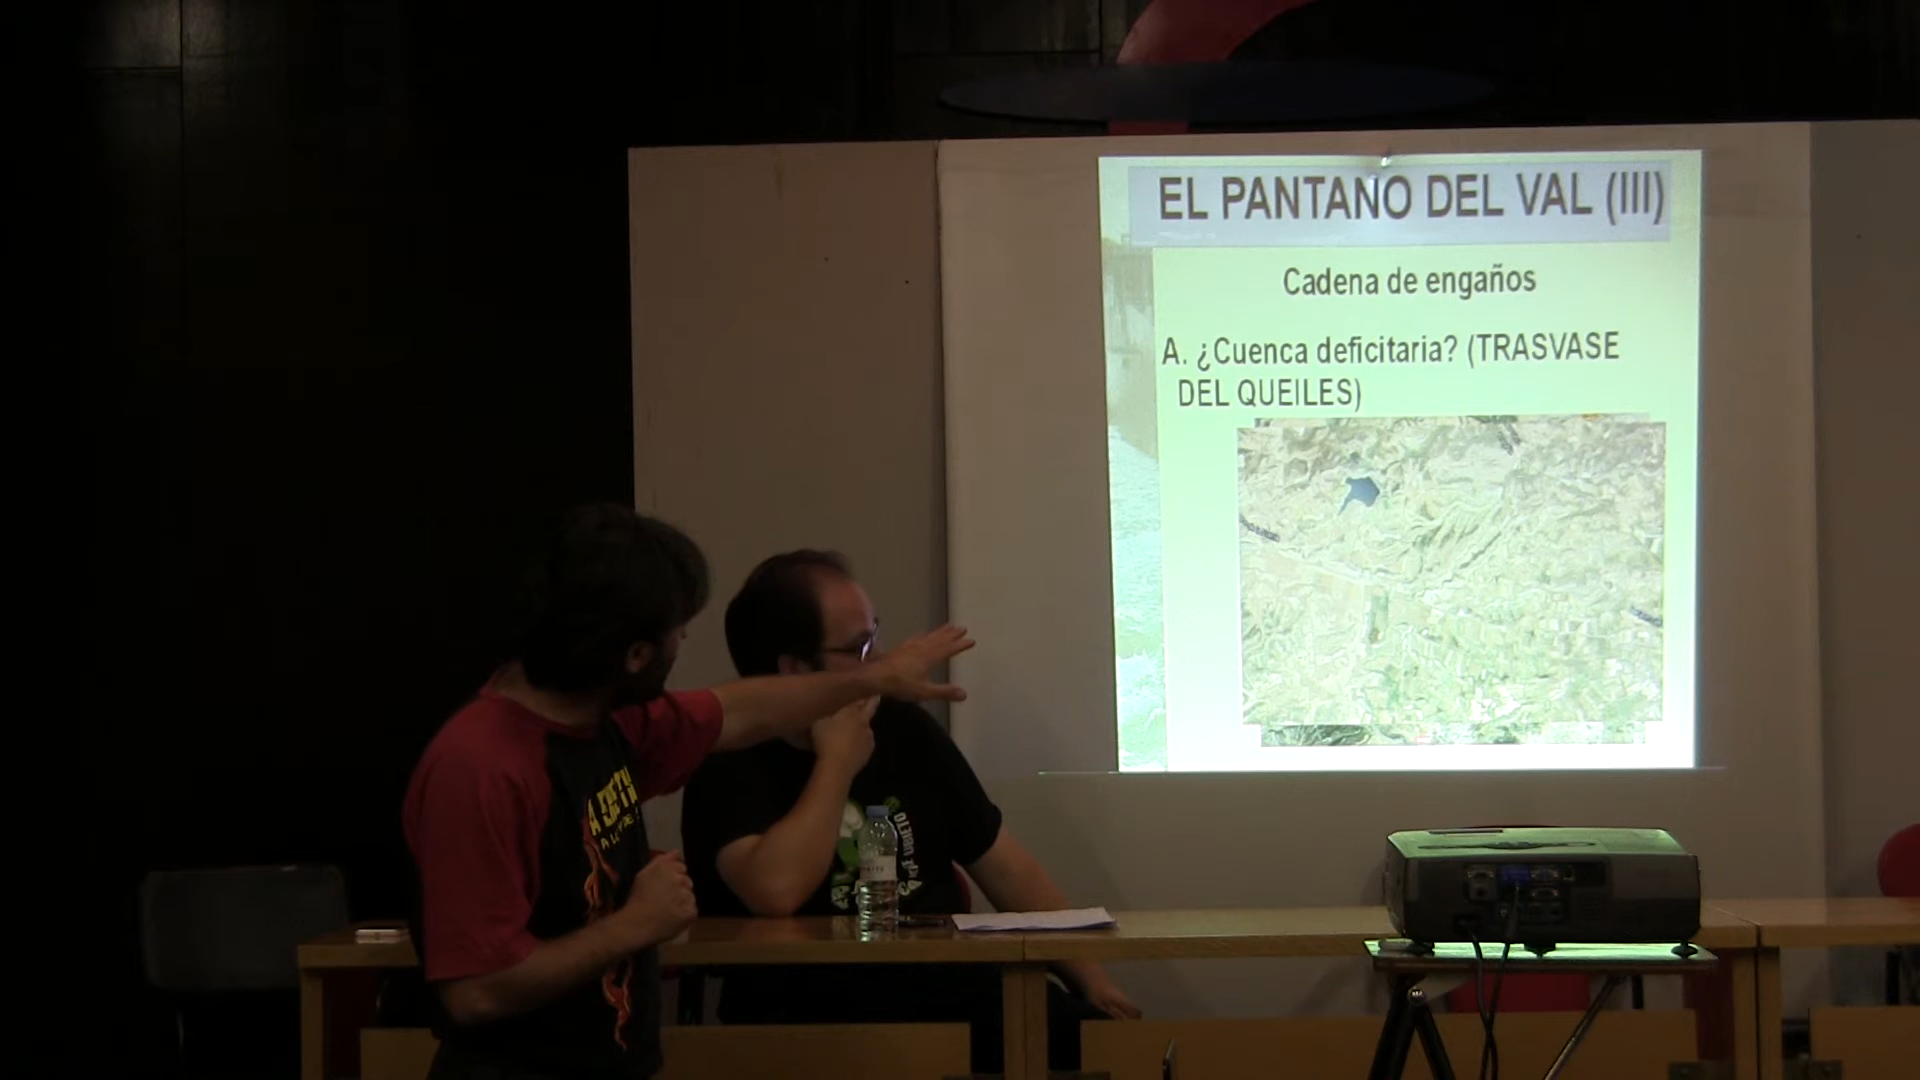 EL PANTANO DEL VAL (III)
Cadena de engaños
A. ¿Cuenca deficitaria? (TRASVASE
DEL QUEILES)